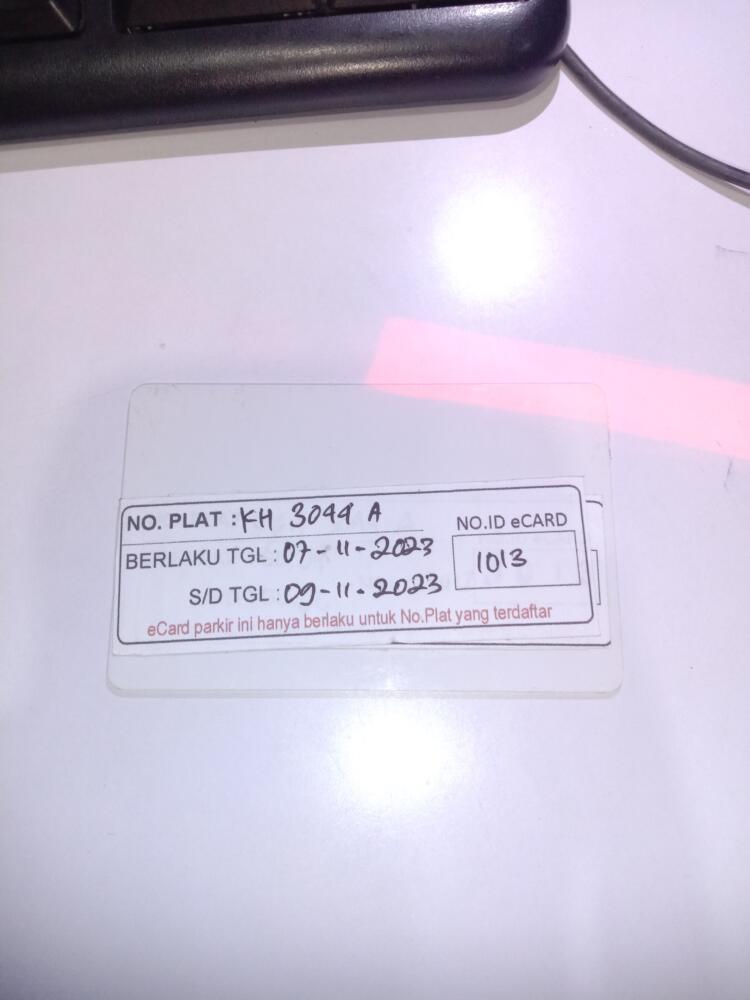 NO. PLAT : KH 3044 A
NO.ID eCARD
BERLAKU TGL : 07-11-2023
1013
S/D TGL : 09-11-2023
eCard parkir ini hanya berlaku untuk No.Plat yang terdaftar